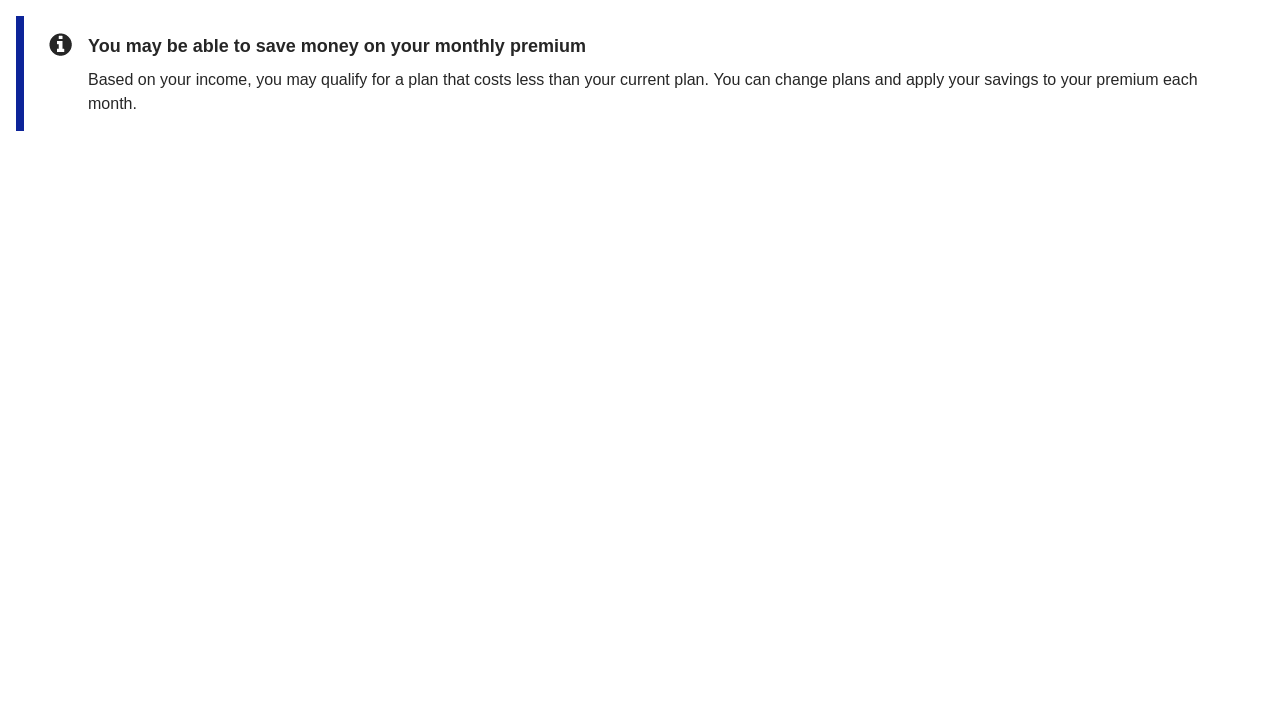 You may be able to save money on your monthly premium
Based on your income, you may qualify for a plan that costs less than your current plan. You can change plans and apply your savings to your premium each
month.